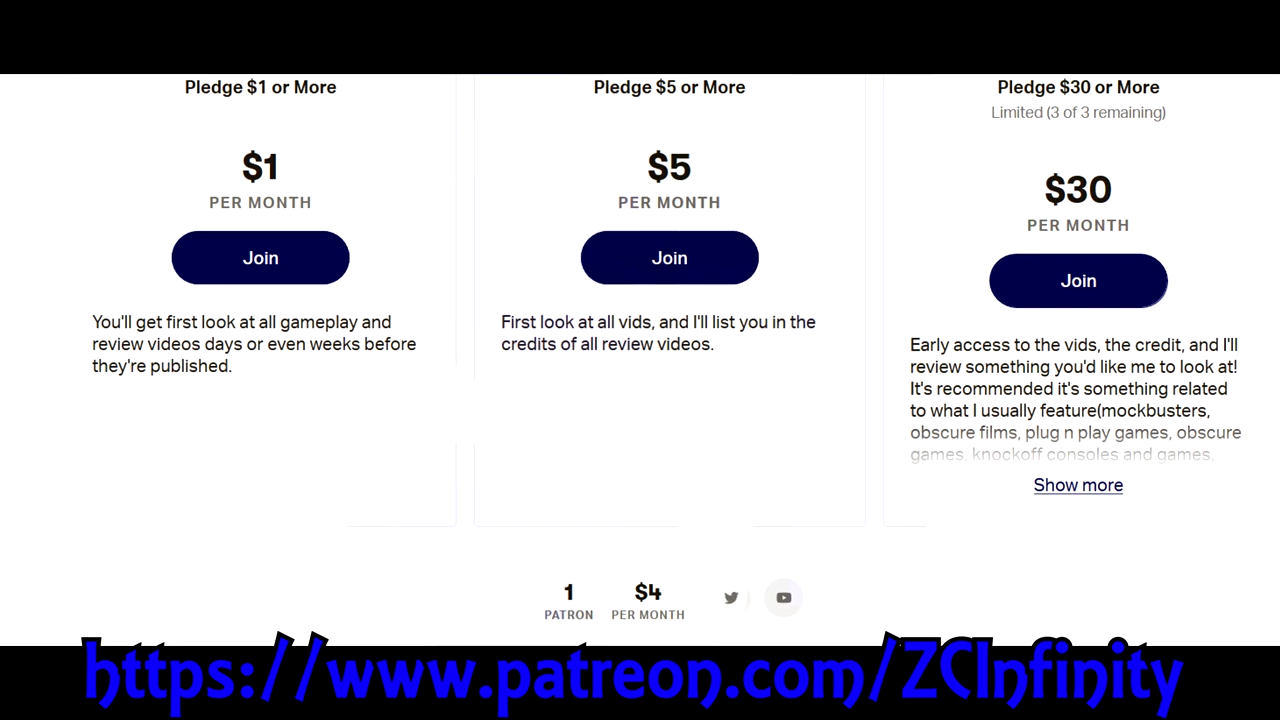 Pledge $1 or More
$1
PER MONTH
Join
You'll get first look at all gameplay and
review videos days or even weeks before
they're published.
Pledge $5 or More
$5
PER MONTH
Join
First look at all vids, and I'll list you in the
credits of all review videos.
Pledge $30 or More
Limited (3 of 3 remaining)
$30
PER MONTH
Join
Early access to the vids, the credit, and I'll
review something you'd like me to look at!
It's recommended it's something related
to what I usually feature(mockbusters,
obscure films, plug n play games, obscure
games, knockoff consoles and games,
Show more
1
PATRON
$4
PER MONTH
https://www.patreon.com/ZCInfinity